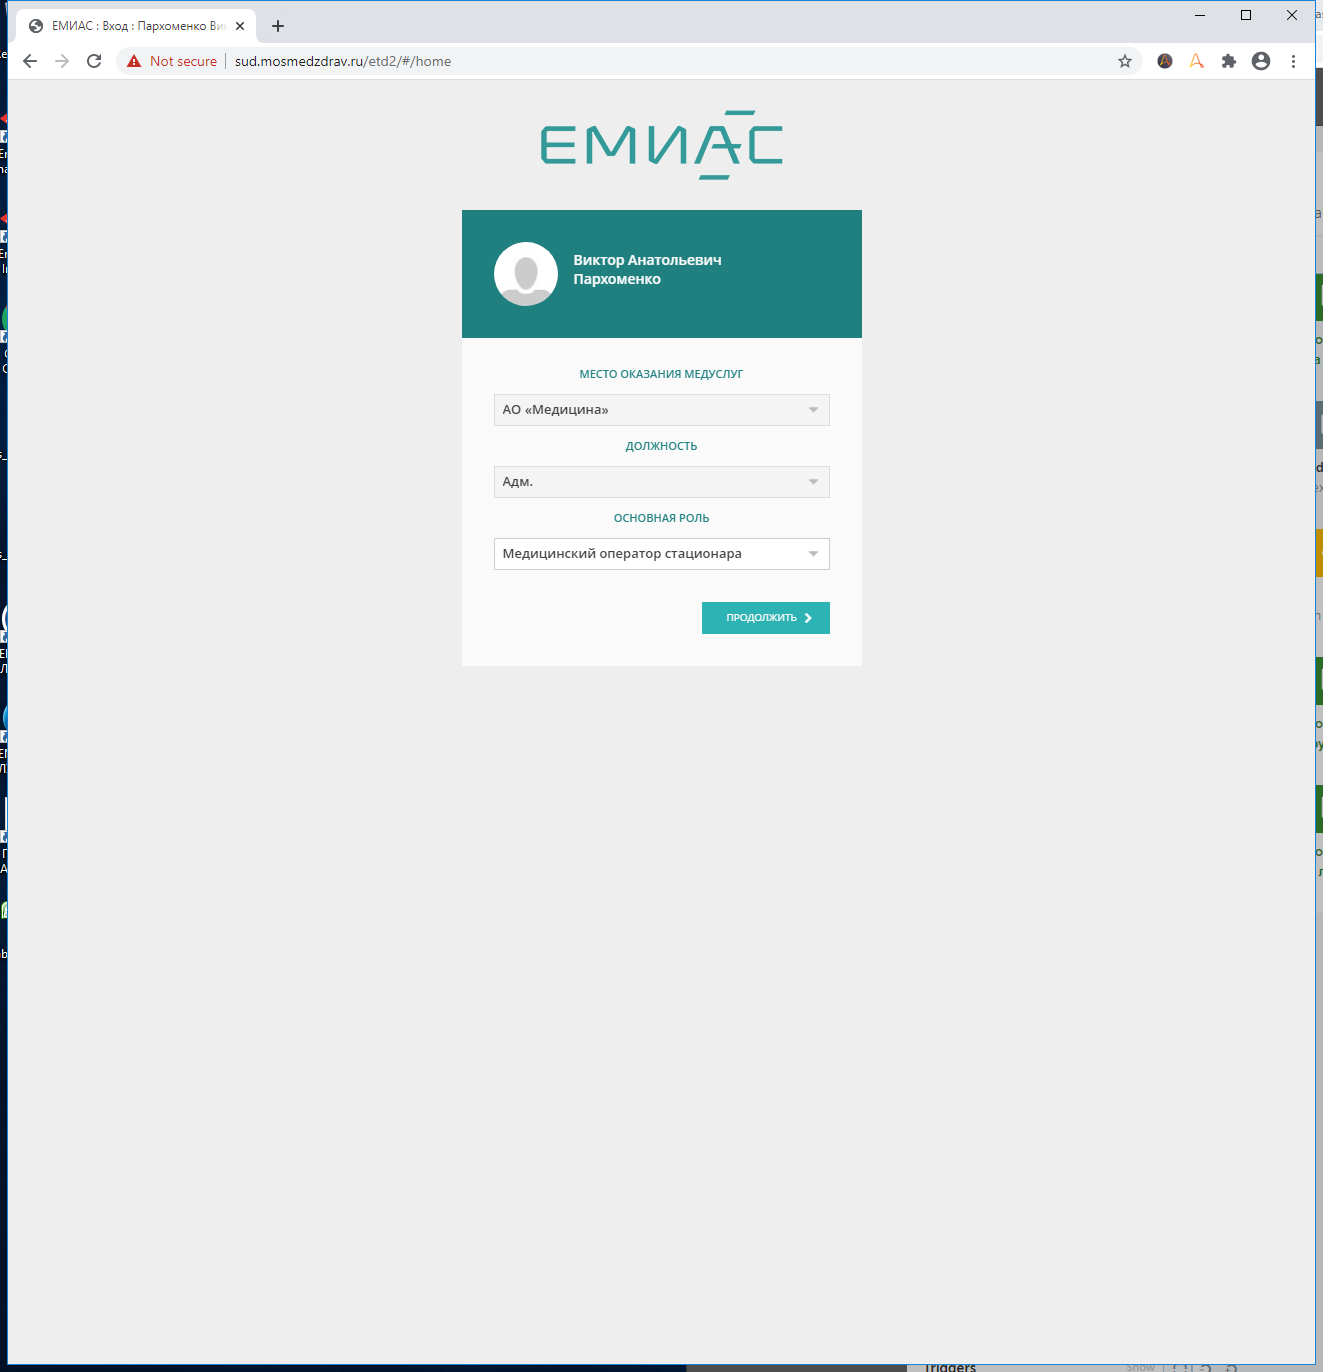 ЕМИАС : Вход : Пархоменко Ви
Not secure
sud.mosmedzdrav.ru/etd2/#/home
ЕМИАС
Виктор Анатольевич
Пархоменко
МЕСТО ОКАЗАНИЯ МЕДУСЛУГ
АО «Медицина»
ДОЛЖНОСТЬ
Адм.
ОСНОВНАЯ РОЛЬ
Медицинский оператор стационара
ПРОДОЛЖИТЬ
Triggers
Show